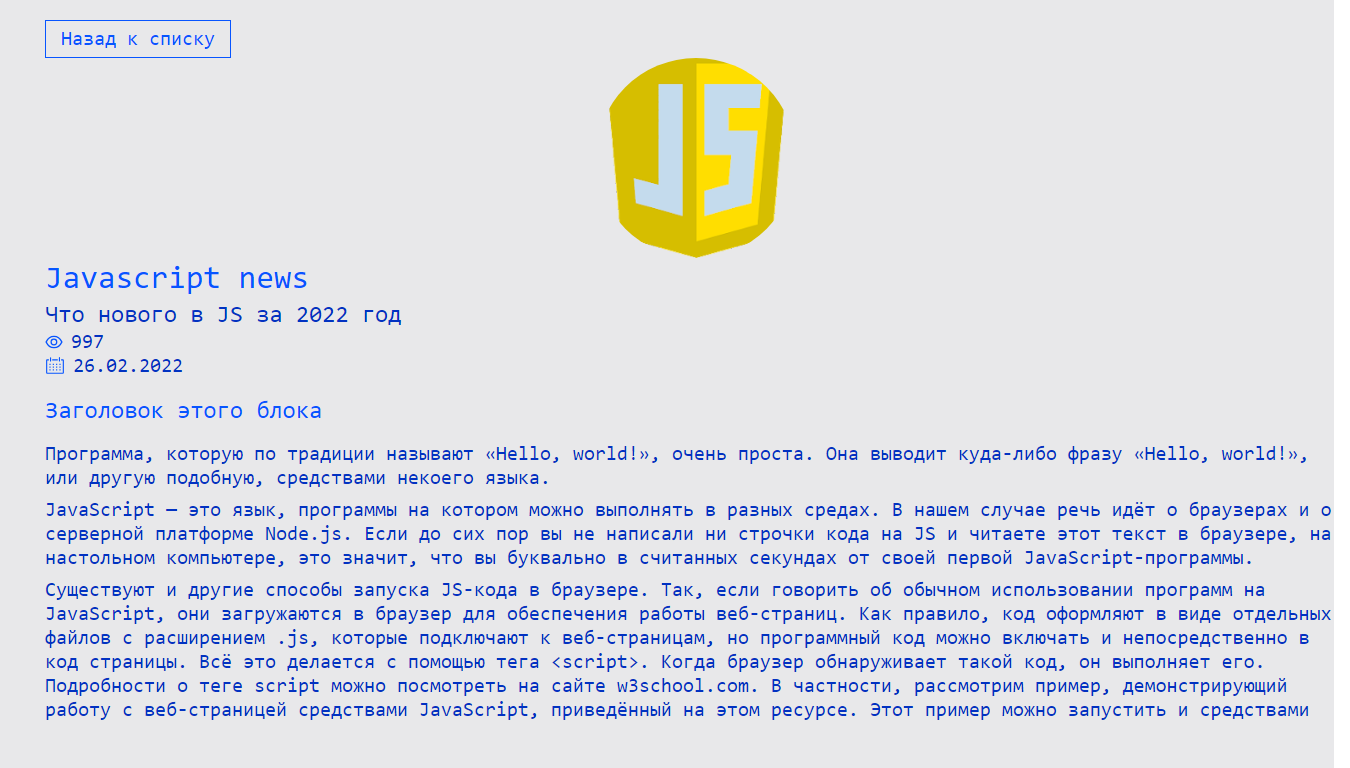 Назад к списку
JS
Javascript news
Что нового в JS за 2022 год
997
26.02.2022
Заголовок этого блока
Программа, которую по традиции называют «Hello, world!», очень проста. Она выводит куда-либо фразу «Hello, world!»,
или другую подобную, средствами некоего языка.
JavaScript — это язык, программы на котором можно выполнять в разных средах. В нашем случае речь идёт о браузерах и о
серверной платформе Node.js. Если до сих пор вы не написали ни строчки кода на JS и читаете этот текст в браузере, на
настольном компьютере, это значит, что вы буквально в считанных секундах от своей первой JavaScript-программы.
Существуют и другие способы запуска JS-кода в браузере. Так, если говорить об обычном использовании программ на
JavaScript, они загружаются в браузер для обеспечения работы веб-страниц. Как правило, код оформляют в виде отдельных
файлов с расширением .js, которые подключают к веб-страницам, но программный код можно включать и непосредственно в
код страницы. Всё это делается с помощью тега <script>. Когда браузер обнаруживает такой код, он выполняет его.
Подробности о теге script можно посмотреть на сайте w3school.com. В частности, рассмотрим пример, демонстрирующий
работу с веб-страницей средствами JavaScript, приведённый на этом ресурсе. Этот пример можно запустить и средствами